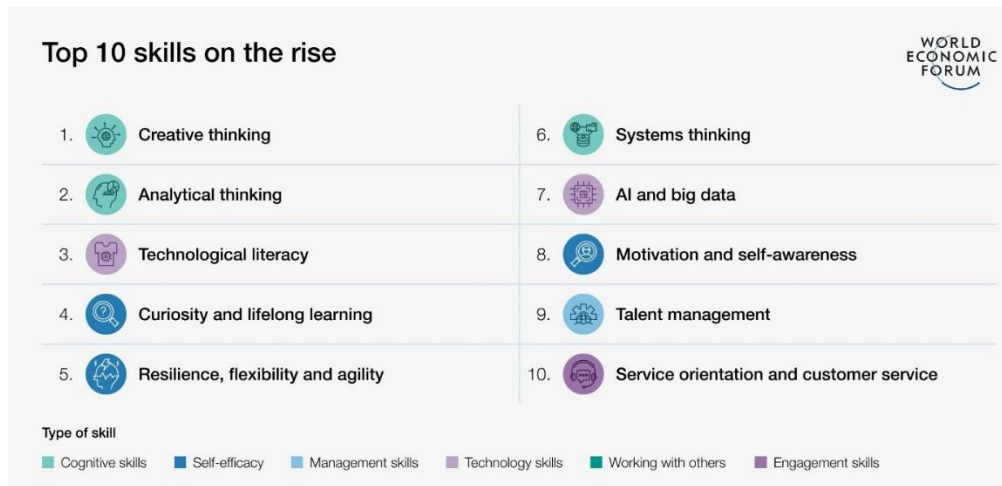 Top 10 skills on the rise
WORLD
ECONOMIC
FORUM
1. Creative thinking
2. Analytical thinking
3. Technological literacy
4. Curiosity and lifelong learning
5. Resilience, flexibility and agility
6. Systems thinking
7. AI and big data
8. Motivation and self-awareness
9. Talent management
10. Service orientation and customer service
Type of skill
Cognitive skills Self-efficacy Management skills Technology skills Working with others Engagement skills